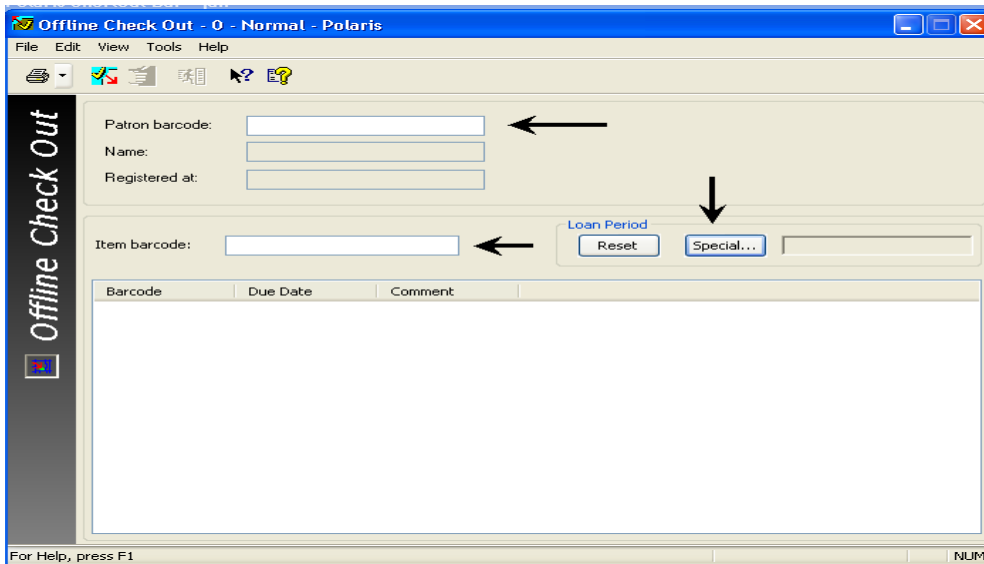 Offline Check Out - 0 - Normal - Polaris
File Edit View Tools Help
Offline Check Out
Patron barcode:
Name:
Registered at:
Item barcode:
Loan Period
Reset Special...
Barcode Due Date Comment
For Help, press F1 NUM